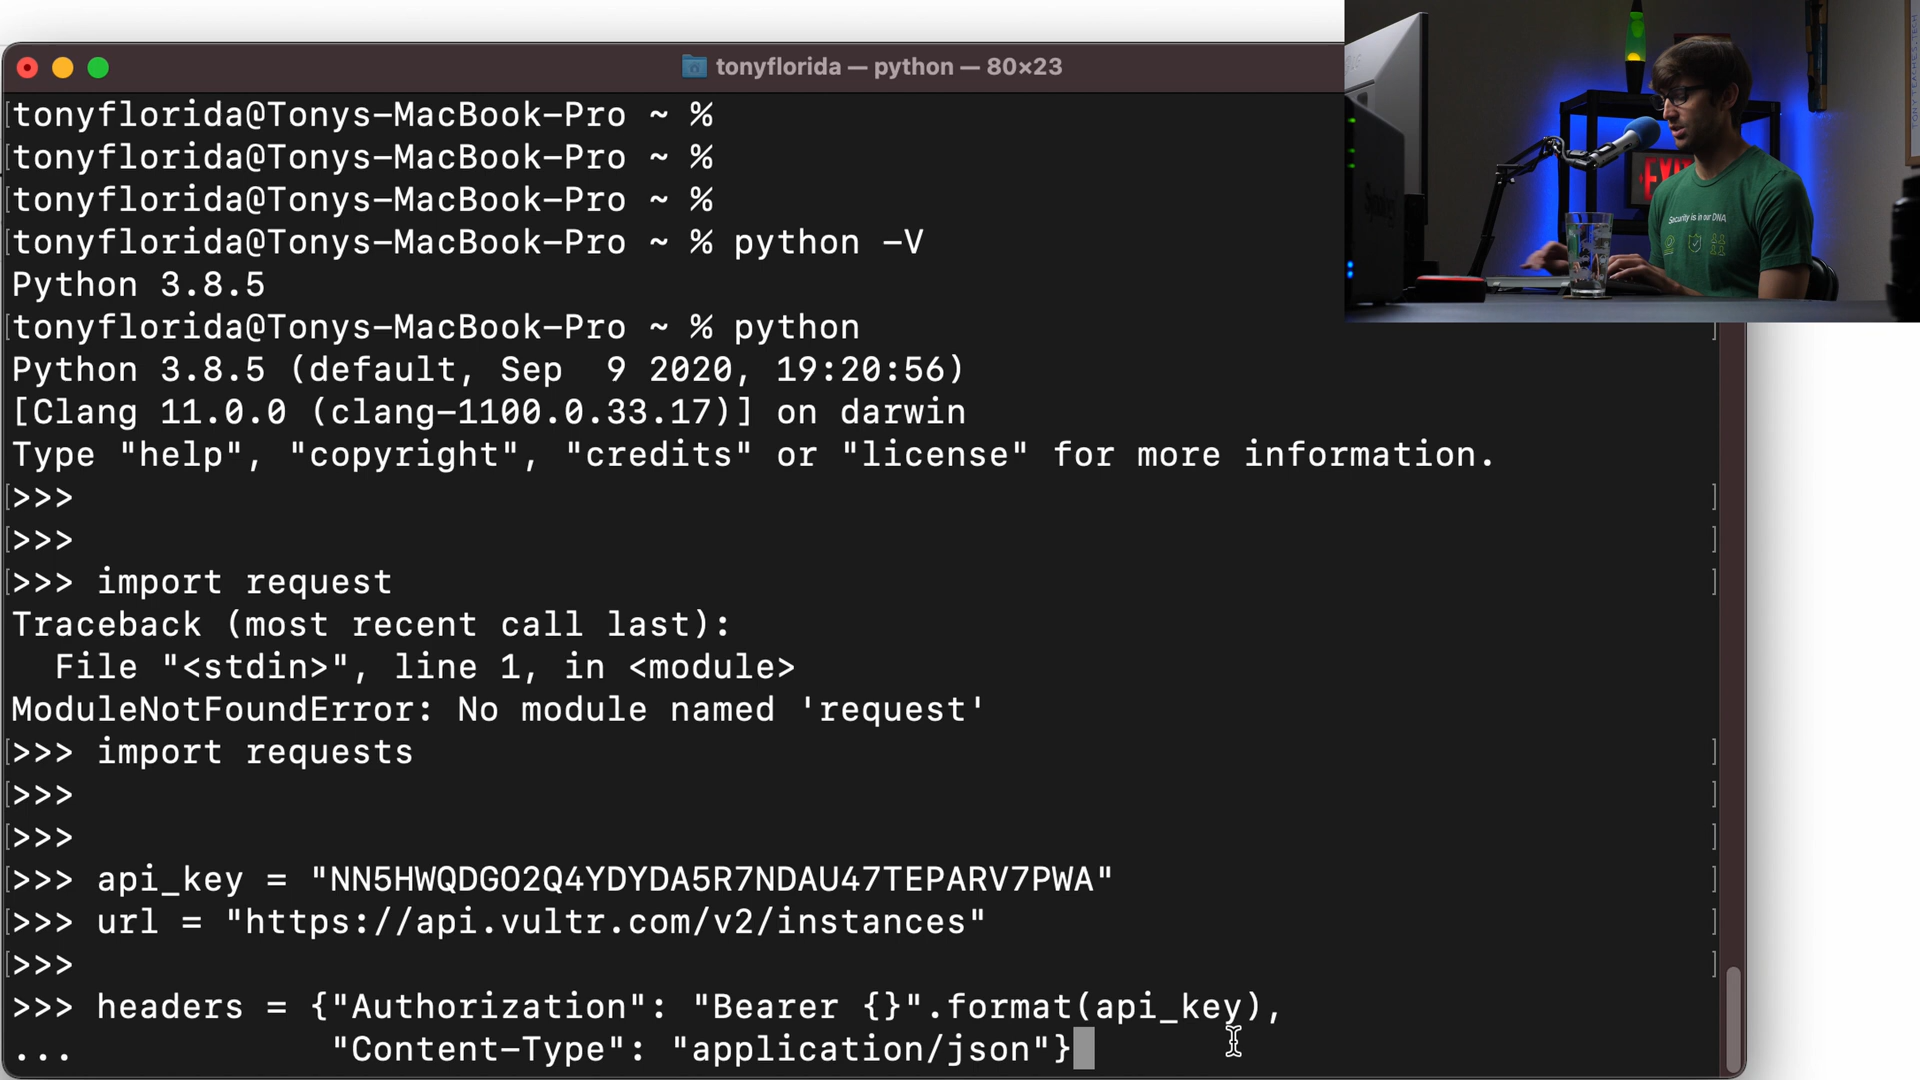 tonyflorida — python — 80×23
tonyflorida@Tonys-MacBook-Pro ~ %
tonyflorida@Tonys-MacBook-Pro ~ %
tonyflorida@Tonys-MacBook-Pro ~ %
tonyflorida@Tonys-MacBook-Pro ~ % python -V
Python 3.8.5
tonyflorida@Tonys-MacBook-Pro ~ % python
Python 3.8.5 (default, Sep  9 2020, 19:20:56)
[Clang 11.0.0 (clang-1100.0.33.17)] on darwin
Type "help", "copyright", "credits" or "license" for more information.
>>>
>>>
>>> import request
Traceback (most recent call last):
  File "<stdin>", line 1, in <module>
ModuleNotFoundError: No module named 'request'
>>> import requests
>>>
>>>
>>> api_key = "NN5HWQDGO2Q4YDYDA5R7NDAU47TEPARV7PWA"
>>> url = "https://api.vultr.com/v2/instances"
>>>
>>> headers = {"Authorization": "Bearer {}".format(api_key),
...            "Content-Type": "application/json"}
Security is in our DNA